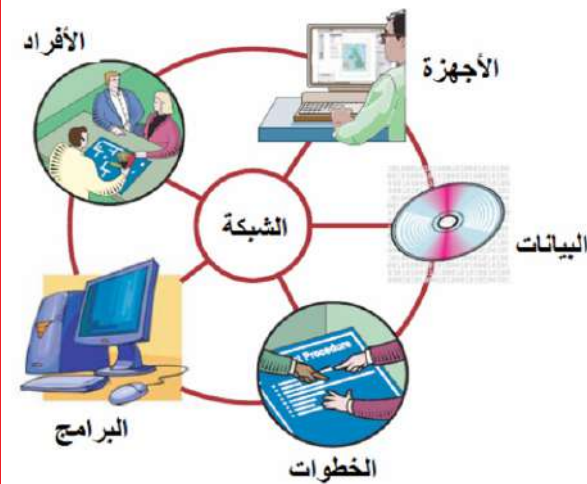 الأفراد
الأجهزة
الشبكة
البيانات
Procedure
البرامج
الخطوات